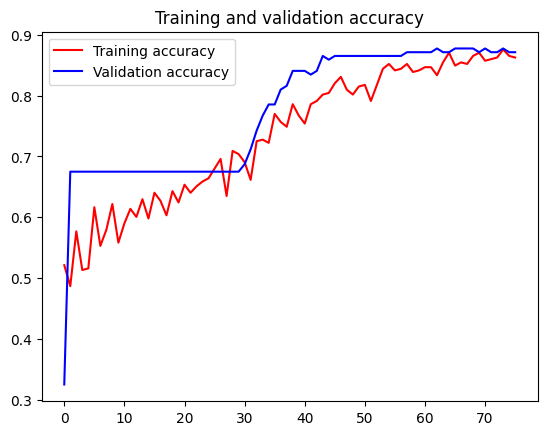 Training and validation accuracy
Training accuracy
Validation accuracy
0.9
0.8
0.7
0.6
0.5
0.4
0.3
0 10 20 30 40 50 60 70